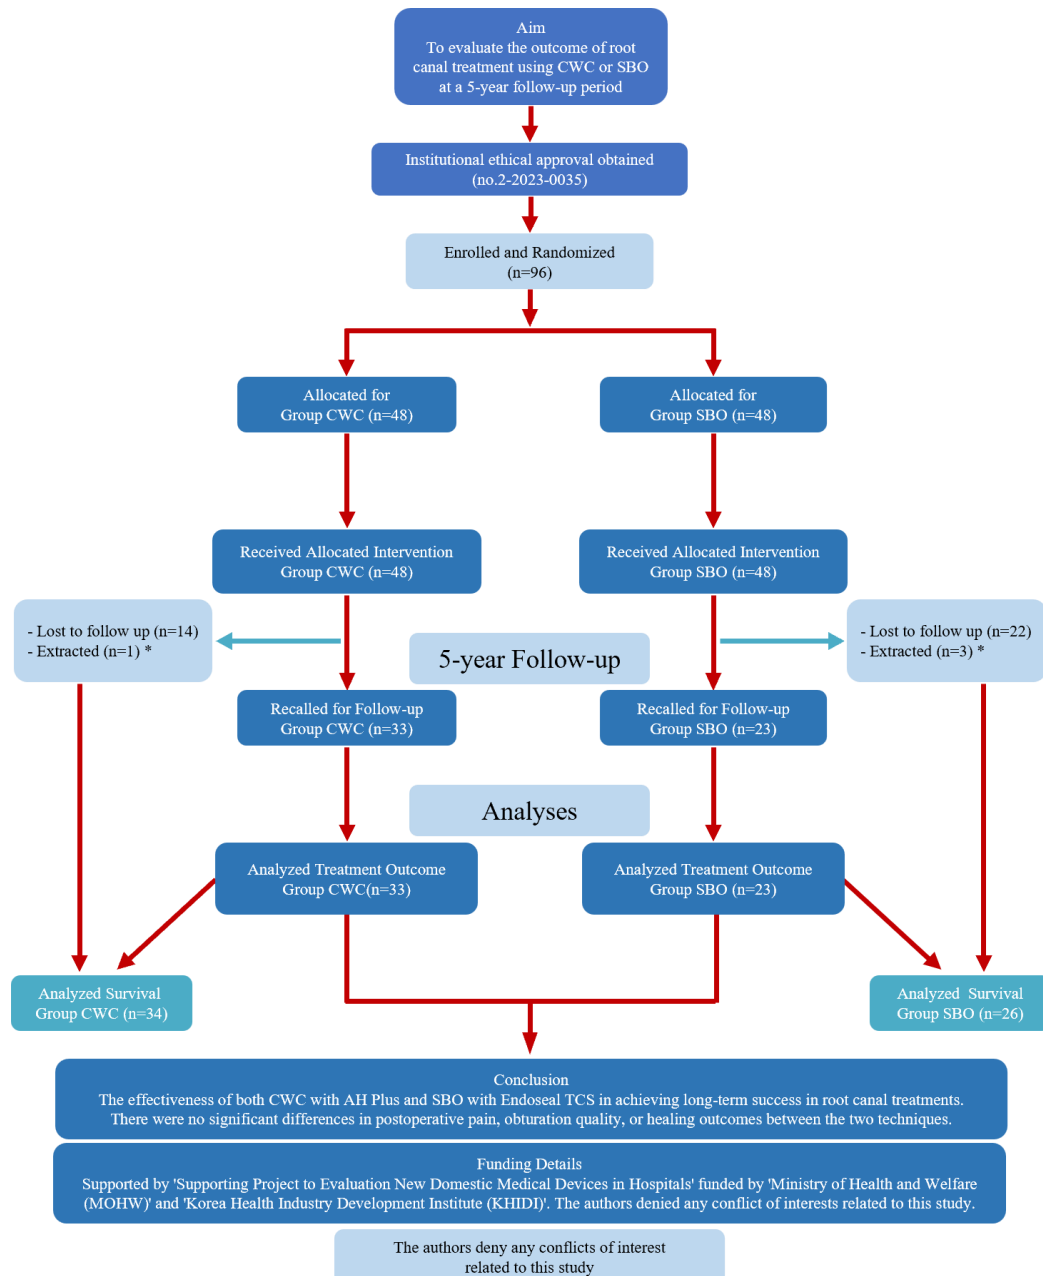 Aim
To evaluate the outcome of root
canal treatment using CWC or SBO
at a 5-year follow-up period
Institutional ethical approval obtained
(no.2-2023-0035)
Enrolled and Randomized
(n=96)
Allocated for
Group CWC (n=48)
Allocated for
Group SBO (n=48)
Received Allocated Intervention
Group CWC (n=48)
Received Allocated Intervention
Group SBO (n=48)
- Lost to follow up (n=14)
- Extracted (n=1) *
- Lost to follow up (n=22)
- Extracted (n=3) *
5-year Follow-up
Recalled for Follow-up
Group CWC (n=33)
Recalled for Follow-up
Group SBO (n=23)
Analyses
Analyzed Treatment Outcome
Group CWC(n=33)
Analyzed Treatment Outcome
Group SBO (n=23)
Analyzed Survival
Group CWC (n=34)
Analyzed Survival
Group SBO (n=26)
Conclusion
The effectiveness of both CWC with AH Plus and SBO with Endoseal TCS in achieving long-term success in root canal treatments.
There were no significant differences in postoperative pain, obturation quality, or healing outcomes between the two techniques.
Funding Details
Supported by 'Supporting Project to Evaluation New Domestic Medical Devices in Hospitals' funded by 'Ministry of Health and Welfare
(MOHW)' and 'Korea Health Industry Development Institute (KHIDI)'. The authors denied any conflict of interests related to this study.
The authors deny any conflicts of interest
related to this study